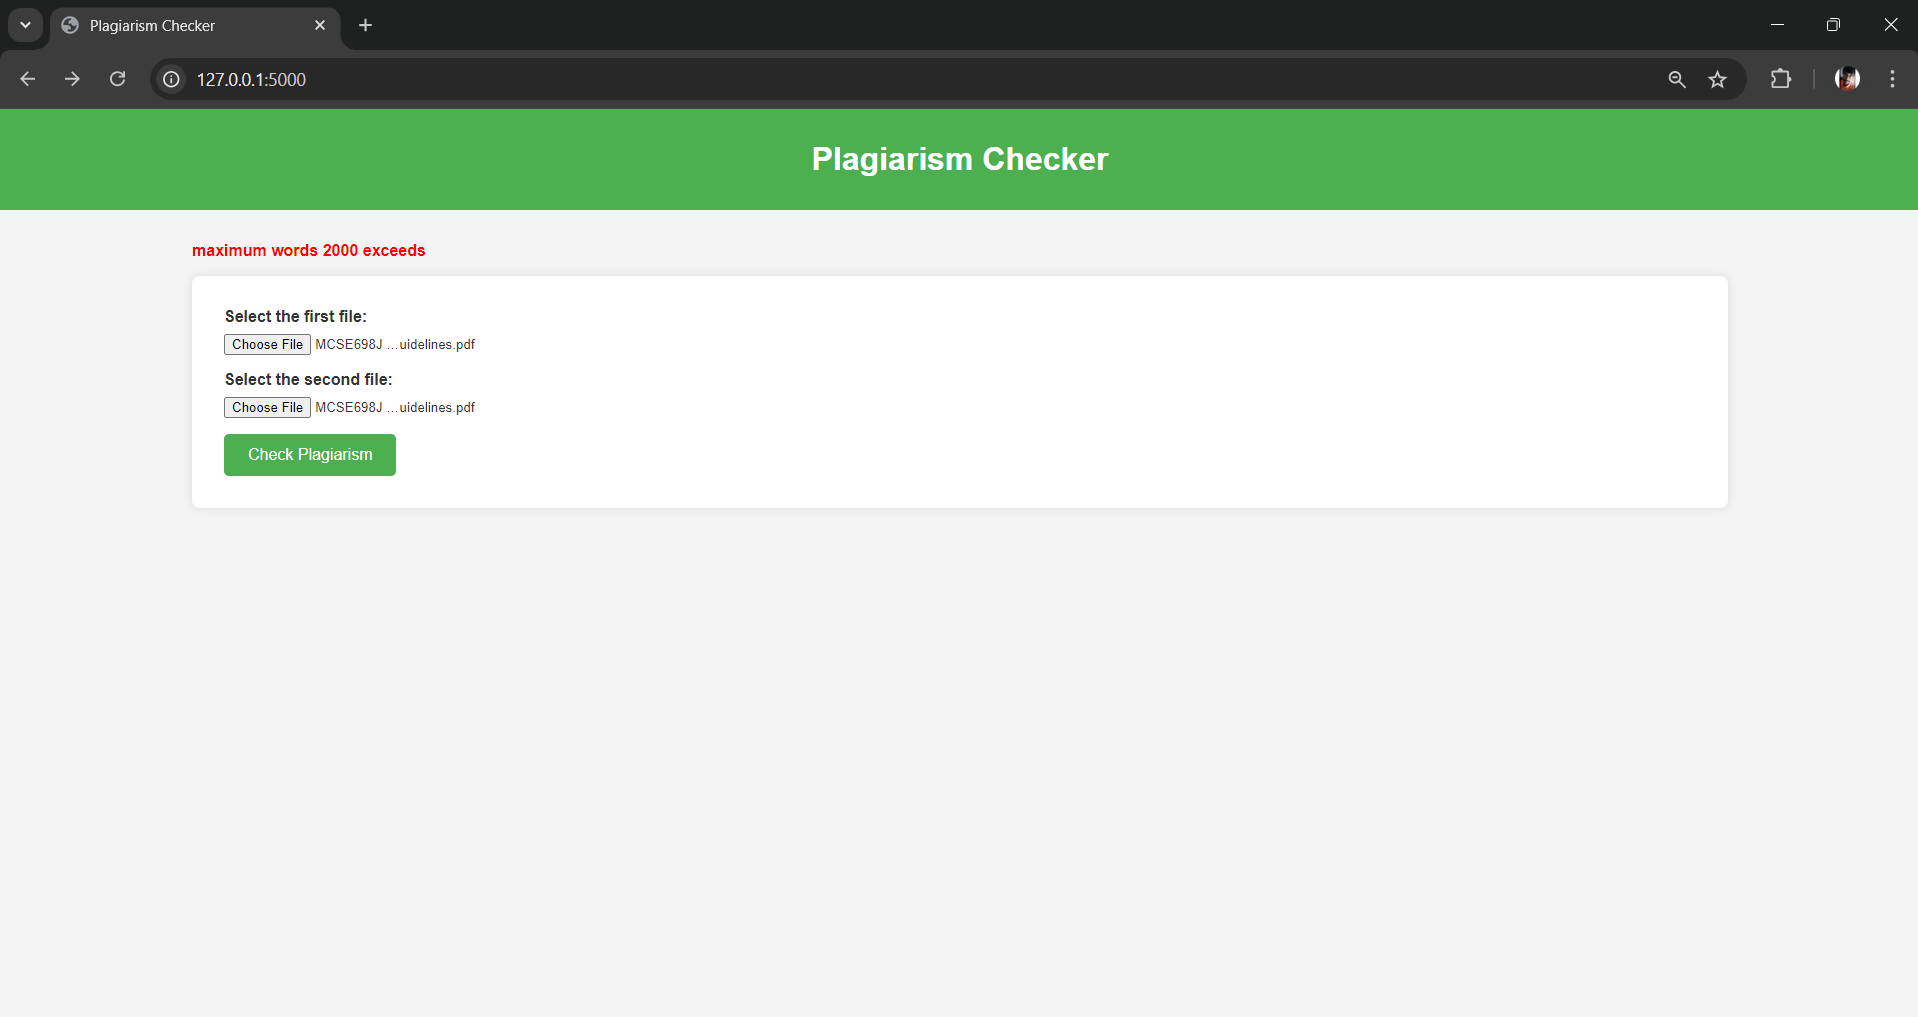 Plagiarism Checker
127.0.0.1:5000
Plagiarism Checker
maximum words 2000 exceeds
Select the first file:
Choose File MCSE698J ...uidelines.pdf
Select the second file:
Choose File MCSE698J ...uidelines.pdf
Check Plagiarism